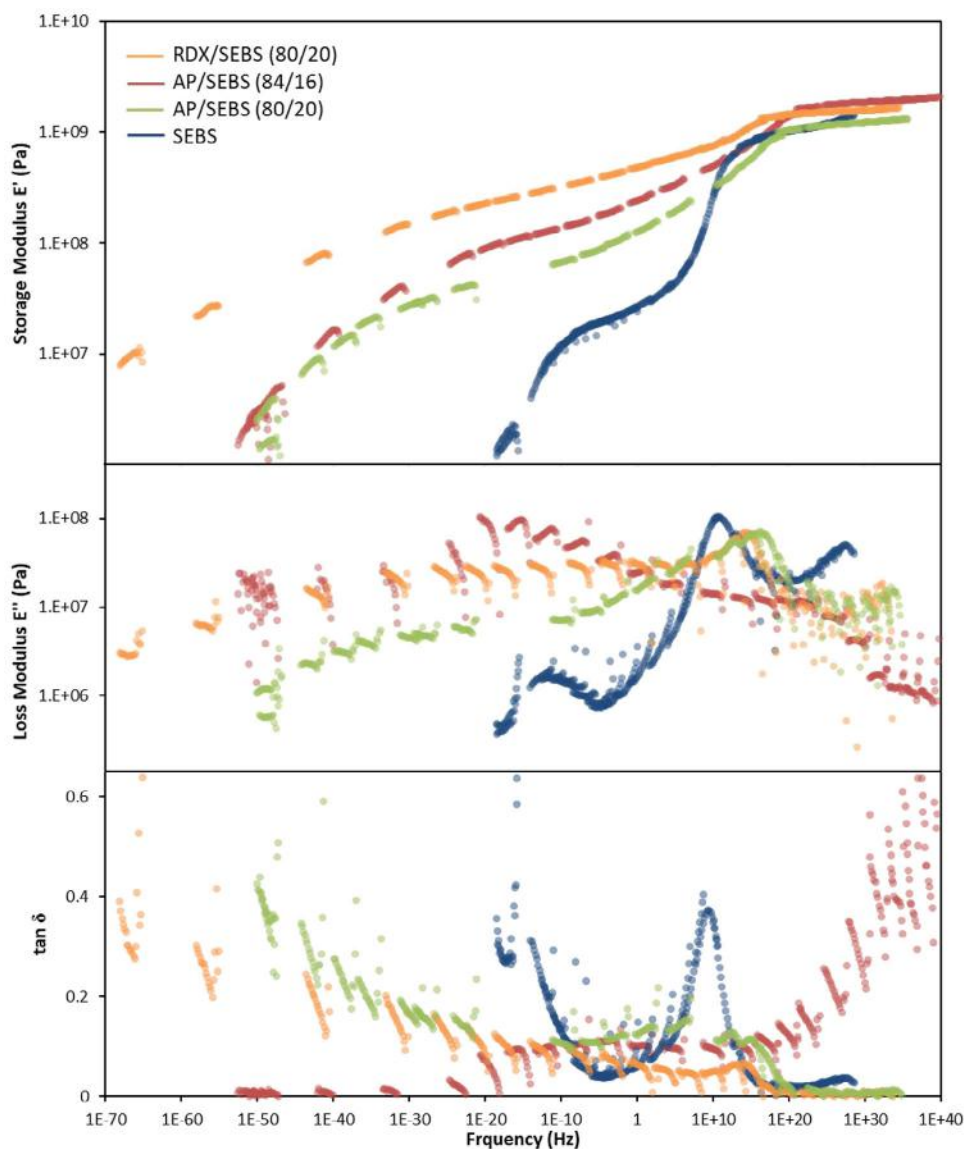 1.E+10
RDX/SEBS (80/20)
AP/SEBS (84/16)
AP/SEBS (80/20)
SEBS
1.E+09
1.E+08
1.E+07
Storage Modulus E' (Pa)
1.E+08
1.E+07
1.E+06
Loss Modulus E" (Pa)
0.6
0.4
0.2
0
tan δ
1E-70 1E-60 1E-50 1E-40 1E-30 1E-20 1E-10 1 1E+10 1E+20 1E+30 1E+40
Frquency (Hz)